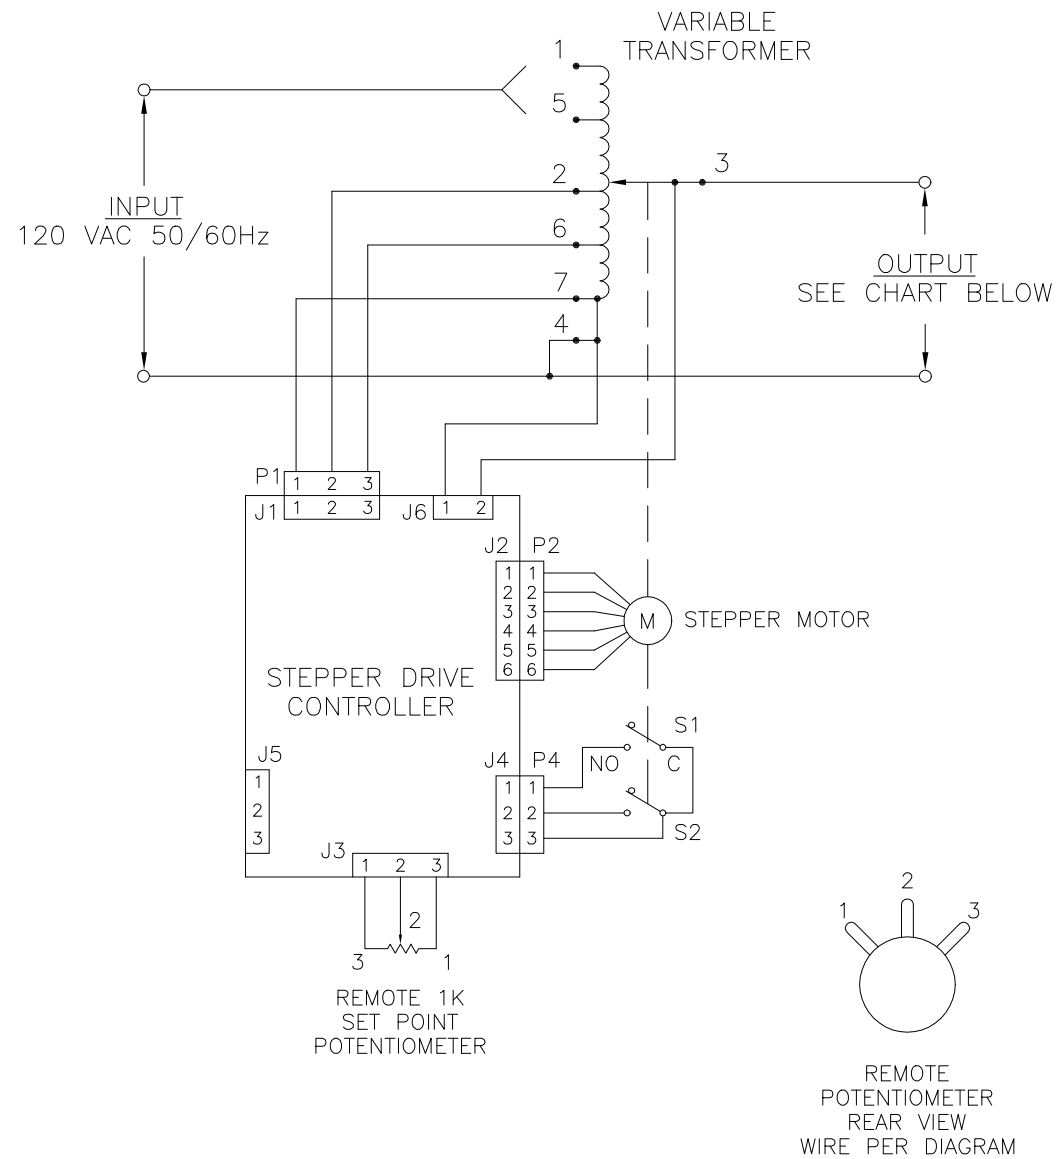 VARIABLE
TRANSFORMER
1
5
2
3
INPUT
120 VAC 50/60Hz
6
OUTPUT
SEE CHART BELOW
7
4
P1
1 2 3
J1
1 2 3
J6
1 2
J2 P2
1 1
2 2
3 3
4 4
5 5
6 6
M
STEPPER MOTOR
STEPPER DRIVE
CONTROLLER
S1
NO C
J5
1
2
3
J4 P4
1 1
2 2
3 3
S2
J3
1 2 3
2
3 1
REMOTE 1K
SET POINT
POTENTIOMETER
2
1 3
REMOTE
POTENTIOMETER
REAR VIEW
WIRE PER DIAGRAM